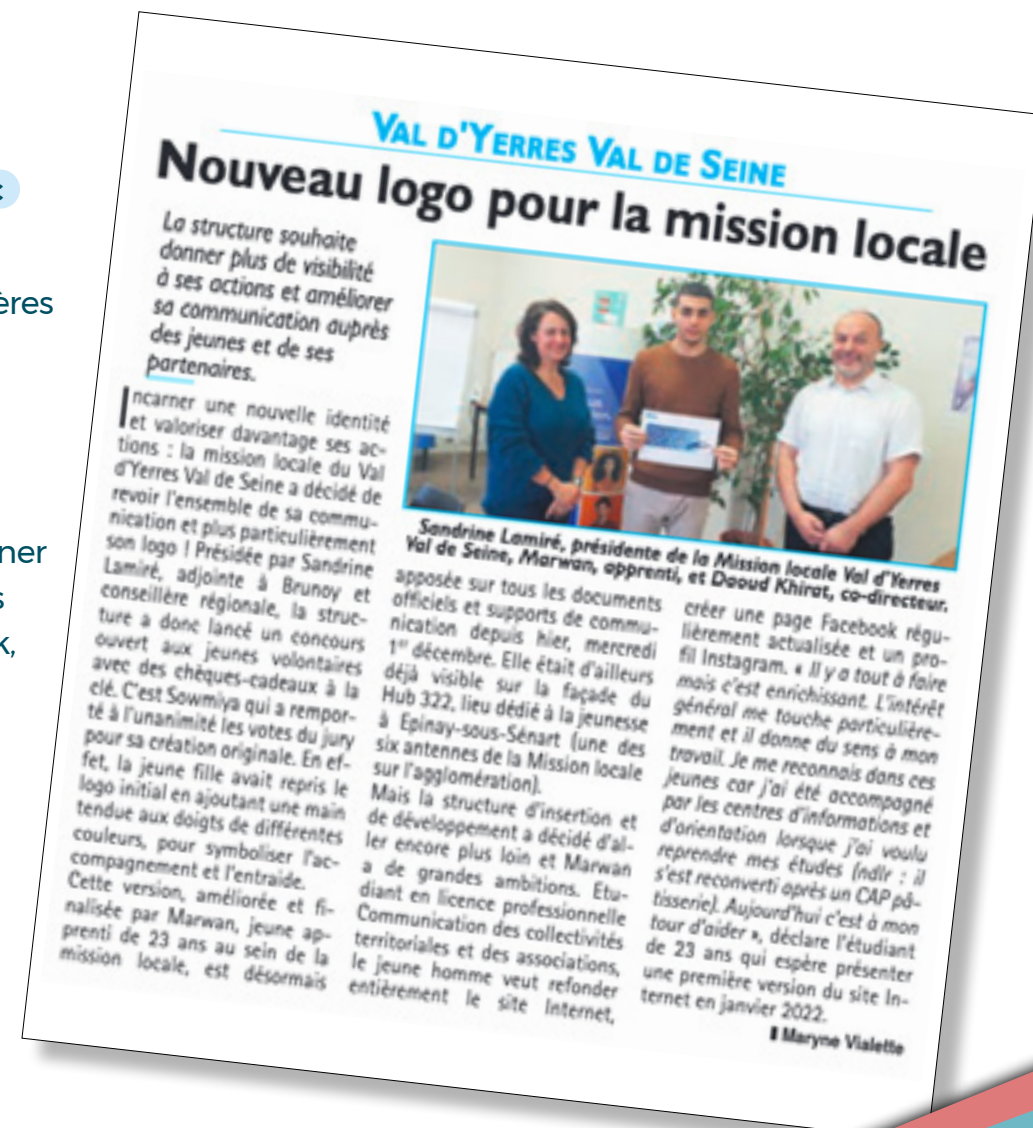 ères
ner
s
k,
VAL D'YERRES VAL DE SEINE
Nouveau logo pour la mission locale
La structure souhaite
donner plus de visibilité
à ses actions et améliorer
sa communication auprès
des jeunes et de ses
partenaires.
Incarner une nouvelle identité
et valoriser davantage ses ac-
tions : la mission locale du Val
d'Yerres Val de Seine a décidé de
revoir l'ensemble de sa commu-
nication et plus particulièrement
son logo ! Présidée par Sandrine
Lamiré, adjointe à Brunoy et
conseillère régionale, la struc-
ture a donc lancé un concours
ouvert aux jeunes volontaires
avec des chèques-cadeaux à la
clé. C'est Sowmiya qui a rempor-
té à l'unanimité les votes du jury
pour sa création originale. En ef-
fet, la jeune fille avait repris le
logo initial en ajoutant une main
tendue aux doigts de différentes
couleurs, pour symboliser l'ac-
compagnement et l'entraide.
Cette version, améliorée et fi-
nalisée par Marwan, jeune ap-
prenti de 23 ans au sein de la
mission locale, est désormais
Sandrine Lamiré, présidente de la Mission locale Val d'Yerres
Val de Seine, Marwan, apprenti, et Daoud Khirat, co-directeur.
apposée sur tous les documents
officiels et supports de commu-
nication depuis hier, mercredi
1er décembre. Elle était d'ailleurs
déjà visible sur la façade du
Hub 322, lieu dédié à la jeunesse
à Epinay-sous-Sénart (une des
six antennes de la Mission locale
sur l'agglomération).
Mais la structure d'insertion et
de développement a décidé d'al-
ler encore plus loin et Marwan
a de grandes ambitions. Etu-
diant en licence professionnelle
Communication des collectivités
territoriales et des associations,
le jeune homme veut refonder
entièrement le site Internet,
créer une page Facebook régu-
lièrement actualisée et un pro-
fil Instagram. « Il y a tout à faire
mais c'est enrichissant. L'intérêt
général me touche particulière-
ment et il donne du sens à mon
travail. Je me reconnais dans ces
jeunes car j'ai été accompagné
par les centres d'informations et
d'orientation lorsque j'ai voulu
reprendre mes études (ndlr : il
s'est reconverti après un CAP pâ-
tisserie). Aujourd'hui c'est à mon
tour d'aider », déclare l'étudiant
de 23 ans qui espère présenter
une première version du site In-
ternet en janvier 2022.
Maryne Vialette